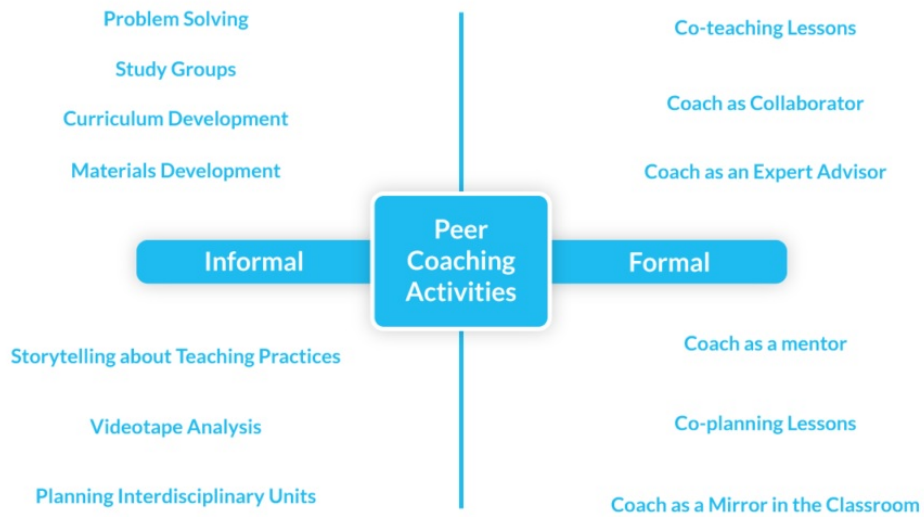 Problem Solving
Study Groups
Curriculum Development
Materials Development
Co-teaching Lessons
Coach as Collaborator
Coach as an Expert Advisor
Informal
Peer
Coaching
Activities
Formal
Storytelling about Teaching Practices
Videotape Analysis
Planning Interdisciplinary Units
Coach as a mentor
Co-planning Lessons
Coach as a Mirror in the Classroom